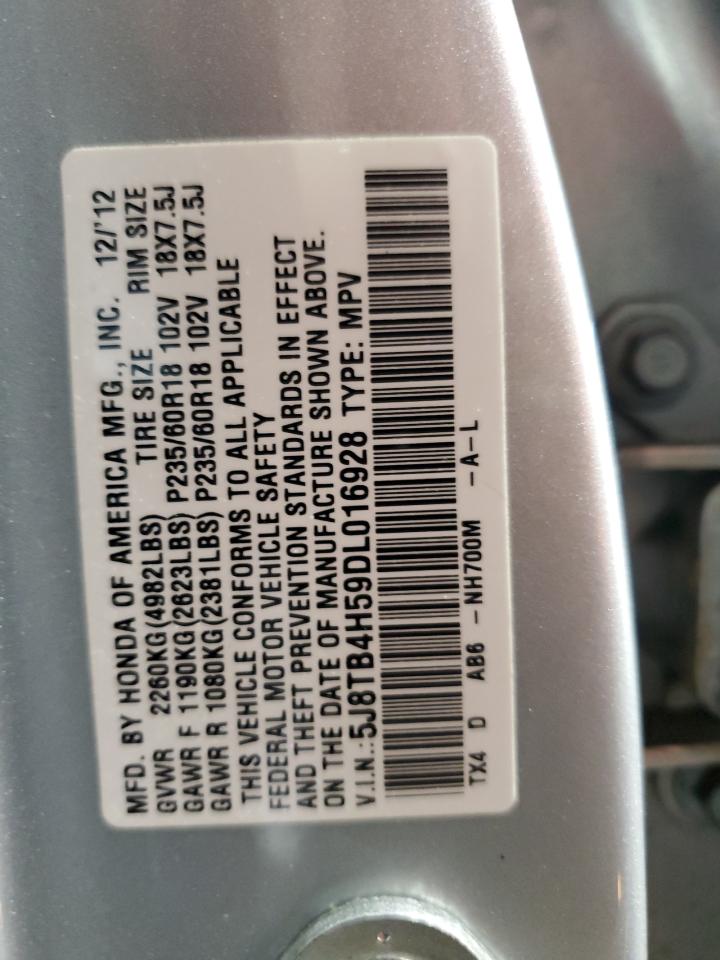 MFD. BY HONDA OF AMERICA MFG., INC. 12/'12
GVWR 2260KG(4982LBS) TIRE SIZE RIM SIZE
GAWR F 1190KG(2623LBS) P235/60R18 102V 18X7.5J
GAWR R 1080KG(2381LBS) P235/60R18 102V 18X7.5J
THIS VEHICLE CONFORMS TO ALL APPLICABLE
FEDERAL MOTOR VEHICLE SAFETY
AND THEFT PREVENTION STANDARDS IN EFFECT
ON THE DATE OF MANUFACTURE SHOWN ABOVE.
V.I.N.:5J8TB4H59DL016928 TYPE: MPV
TX4 D AB6 -NH700M -A-L